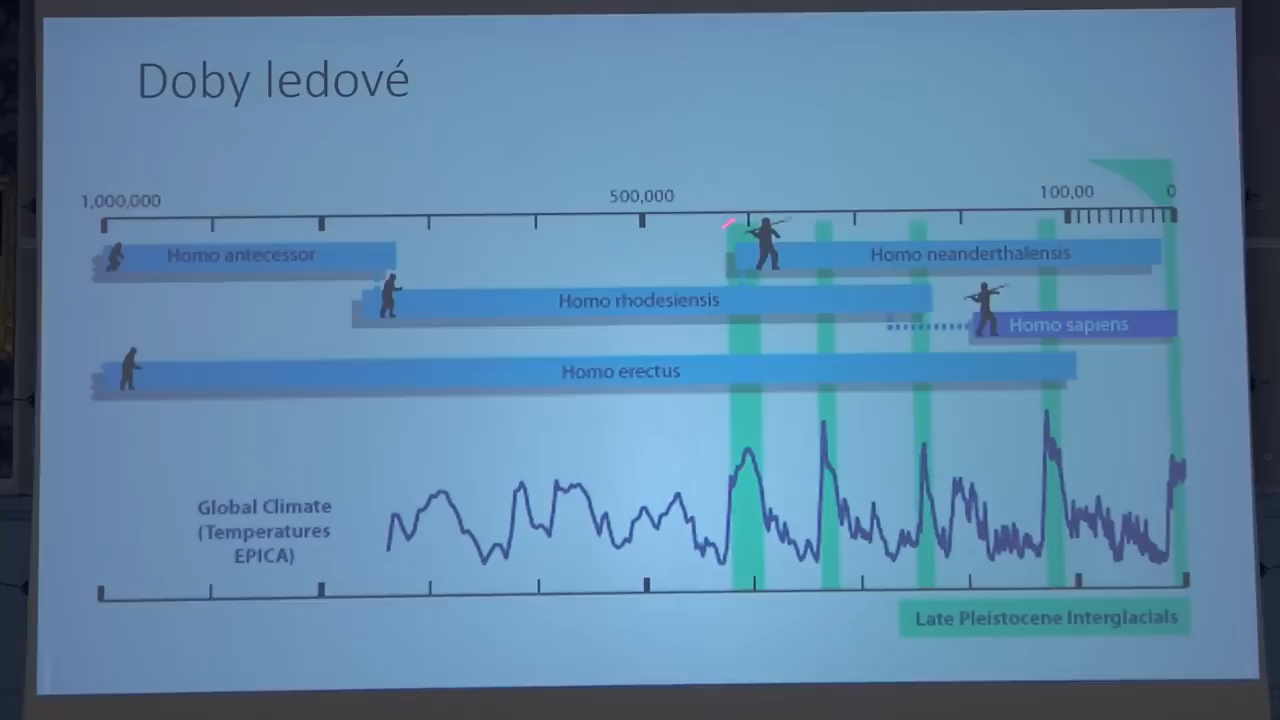 Doby ledové
1,000,000 500,000 100,00 0
Homo antecessor
Homo neanderthalensis
Homo rhodesiensis
Homo sapiens
Homo erectus
Global Climate
(Temperatures
EPICA)
Late Pleistocene Interglacials